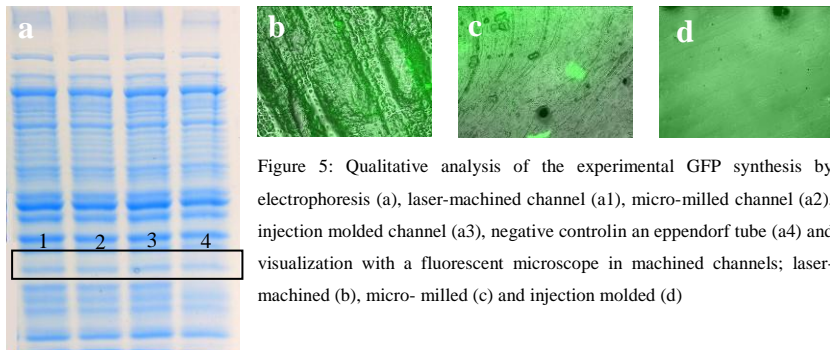 a
b
c
d
1 2 3 4
Figure 5: Qualitative analysis of the experimental GFP synthesis by
electrophoresis (a), laser-machined channel (a1), micro-milled channel (a2),
injection molded channel (a3), negative controlin an eppendorf tube (a4) and
visualization with a fluorescent microscope in machined channels; laser-
machined (b), micro- milled (c) and injection molded (d)